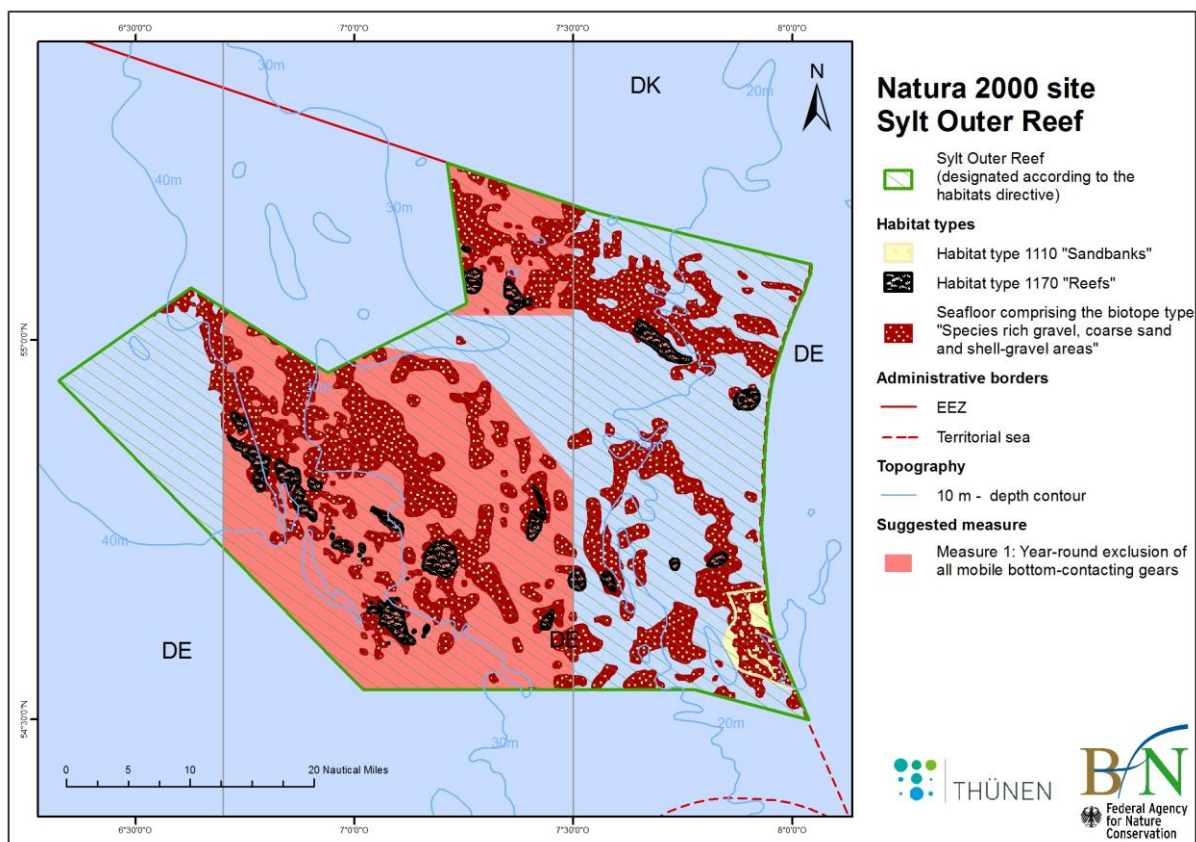 6°30'0"O
7°0'0"O
7°30'0"O
8°0'0"O
30m
DK
20m
N
40m
30m
55°0'0"N
DE
40m
DE
DE
54°30'0"N
20m
30m
0 5 10 20 Nautical Miles
6°30'0"O
7°0'0"O
7°30'0"O
8°0'0"O
Natura 2000 site
Sylt Outer Reef
Sylt Outer Reef
(designated according to the
habitats directive)
Habitat types
Habitat type 1110 "Sandbanks"
Habitat type 1170 "Reefs"
Seafloor comprising the biotope type
"Species rich gravel, coarse sand
and shell-gravel areas"
Administrative borders
EEZ
Territorial sea
Topography
10 m - depth contour
Suggested measure
Measure 1: Year-round exclusion of
all mobile bottom-contacting gears
THÜNEN
BfN
Federal Agency
for Nature
Conservation